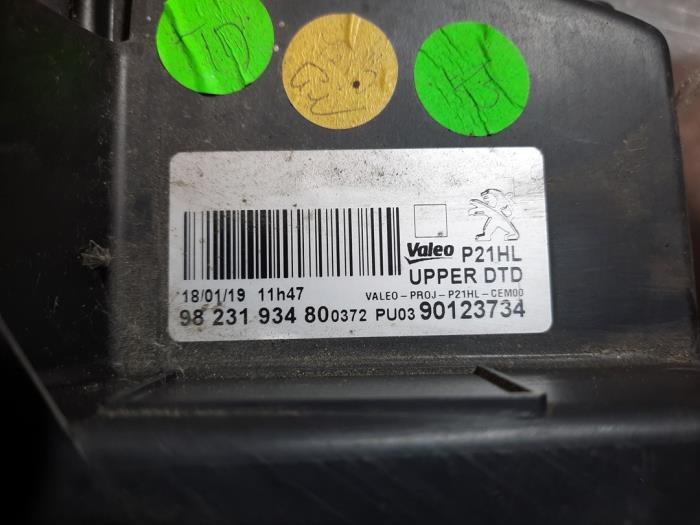 TD
Valeo P21HL
UPPER DTD
18/01/19 11h47 VALEO-PROJ-P21HL-CEM00
98 231 934 80 0372 PU03 90123734